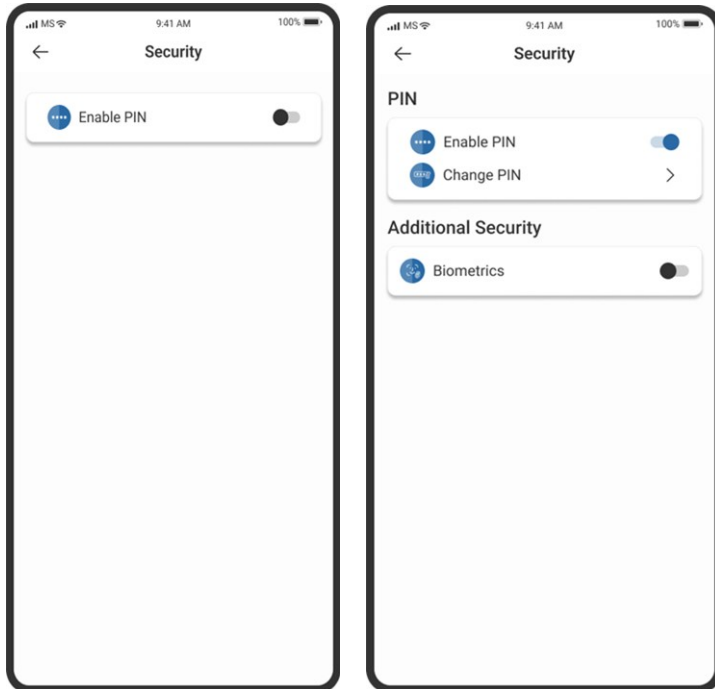 MS
9:41 AM
100%
Security
Enable PIN
MS
9:41 AM
100%
Security
PIN
Enable PIN
Change PIN
Additional Security
Biometrics